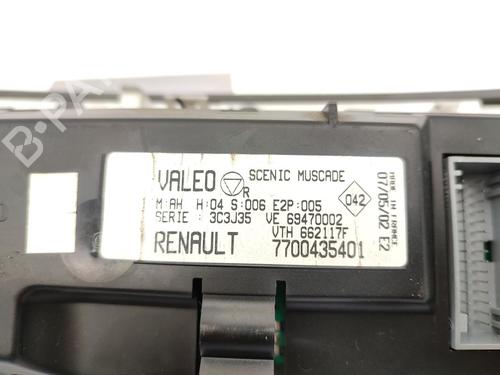 VALEO R SCENIC MUSCADE
M:AH H:04 S:006 E2P:005
SERIE : 3C3J35 VE 69470002
VTH 662117F
RENAULT 7700435401
042
MADE IN FRANCE
07/05/02 E2
B-PARTS